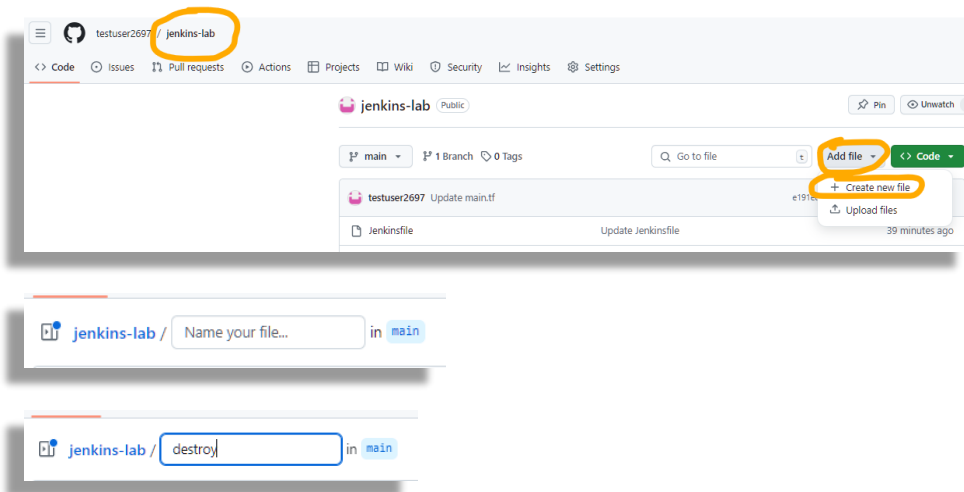 testuser2697 / jenkins-lab
Code Issues Pull requests Actions Projects Wiki Security Insights Settings
jenkins-lab Public Pin Unwatch
main 1 Branch 0 Tags Go to file t Add file Code
Create new file
testuser2697 Update main.tf
Upload files
Jenkinsfile Update Jenkinsfile 39 minutes ago
jenkins-lab / Name your file... in main
jenkins-lab / destroy in main